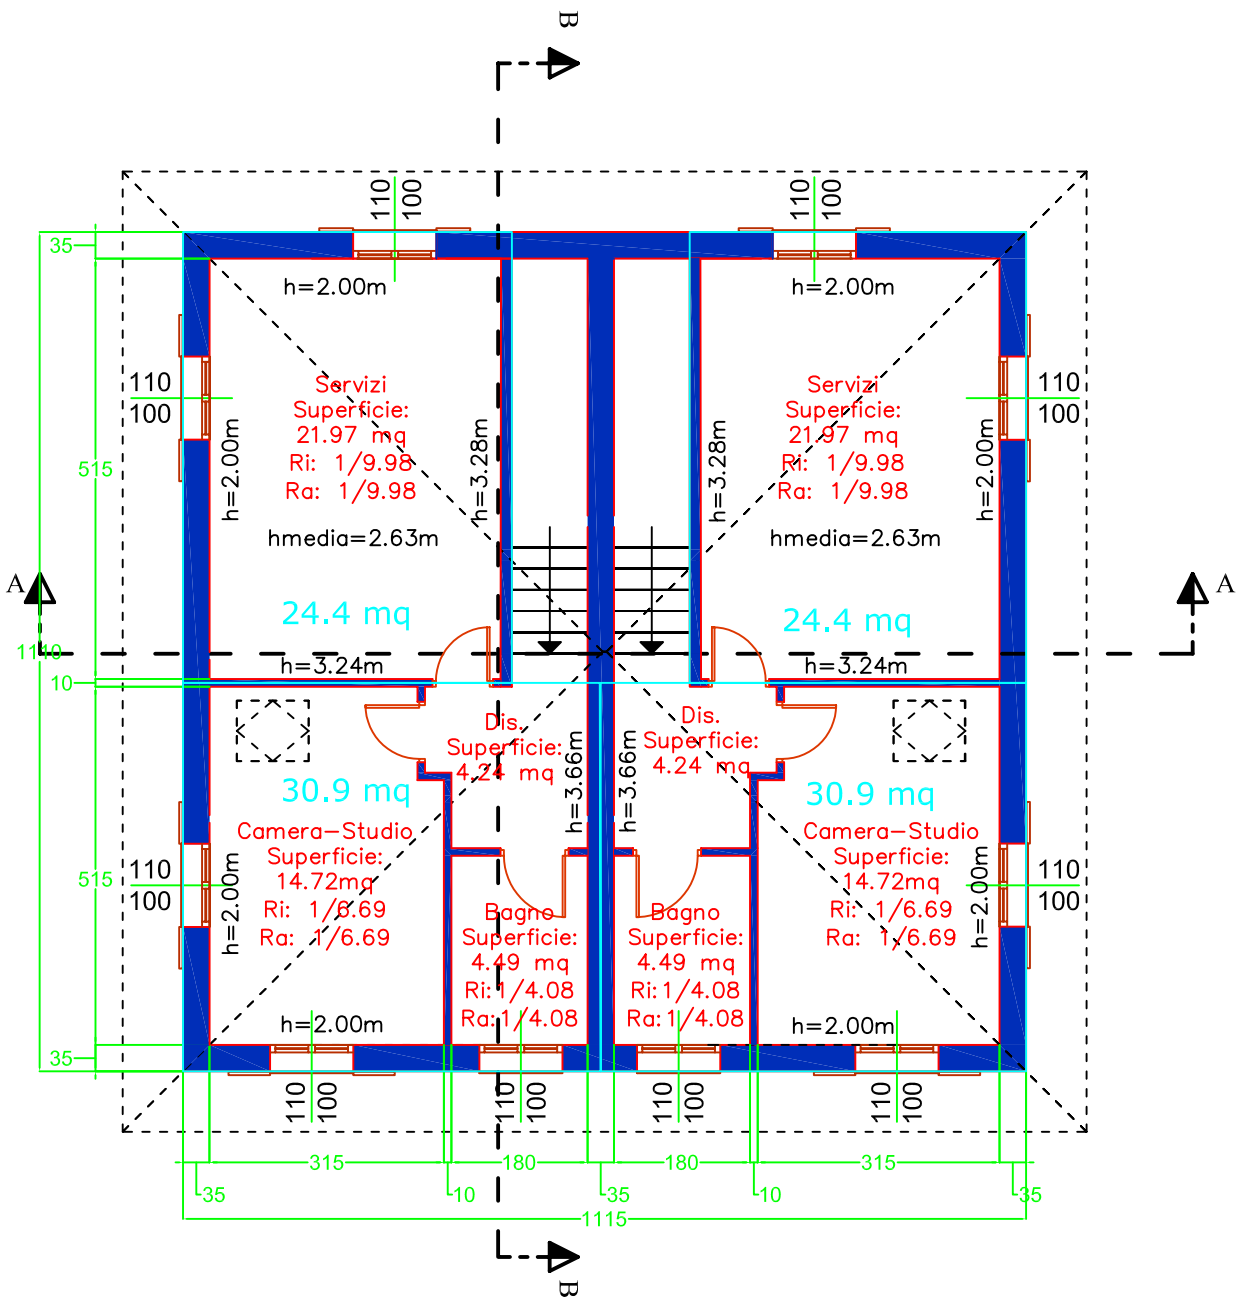 B
110
100
110
100
35
h=2.00m
h=2.00m
110
100
h=2.00m
Servizi
Superficie:
21.97 mq
Ri: 1/9.98
Ra: 1/9.98
h=3.28m
h=3.28m
Servizi
Superficie:
21.97 mq
Ri: 1/9.98
Ra: 1/9.98
h=2.00m
110
100
515
hmedia=2.63m
hmedia=2.63m
A
A
24.4 mq
24.4 mq
1140
h=3.24m
h=3.24m
10
Dis.
Superficie:
4.24 mq
h=3.66m
h=3.66m
Dis.
Superficie:
4.24 mq
30.9 mq
30.9 mq
515
110
100
h=2.00m
Camera-Studio
Superficie:
14.72mq
Ri: 1/6.69
Ra: 1/6.69
Camera-Studio
Superficie:
14.72mq
Ri: 1/6.69
Ra: 1/6.69
h=2.00m
110
100
Bagno
Superficie:
4.49 mq
Ri:1/4.08
Ra:1/4.08
Bagno
Superficie:
4.49 mq
Ri:1/4.08
Ra:1/4.08
h=2.00m
h=2.00m
35
110
100
110
100
110
100
110
100
315
180
180
315
35
10
35
10
35
1115
B